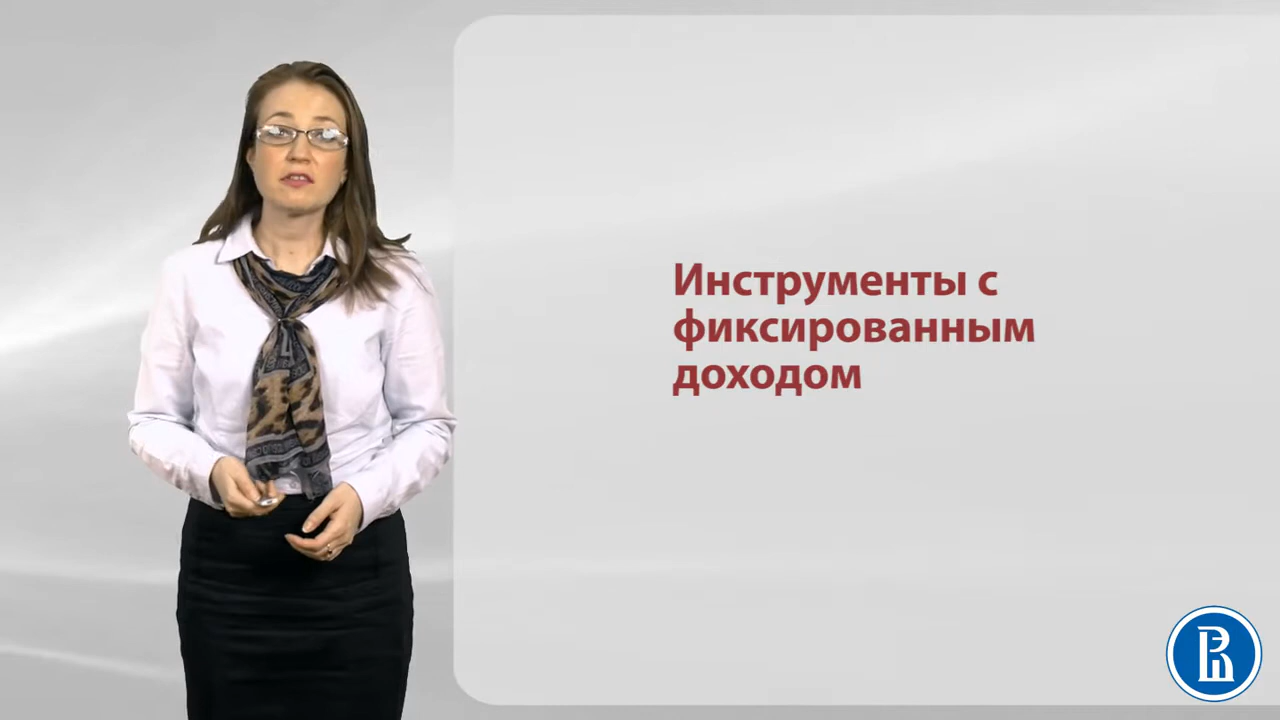 Инструменты с
фиксированным
доходом